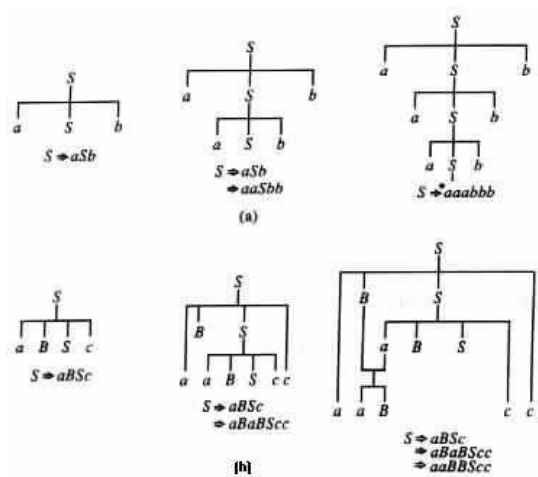 S
S
S
a S b
a S b
a S b
S ⇒ aSb
a S b
a S b
S ⇒ aSb
⇒ aaSbb
a S b
S ⇒* aaabbb
(a)
S
S
S
B S
B S
a B S c
a a B S c c
a B S
S ⇒ aBSc
a a B c c
S ⇒ aBSc
⇒ aBaBScc
S ⇒ aBSc
⇒ aBaBScc
⇒ aaBBScc
(b)